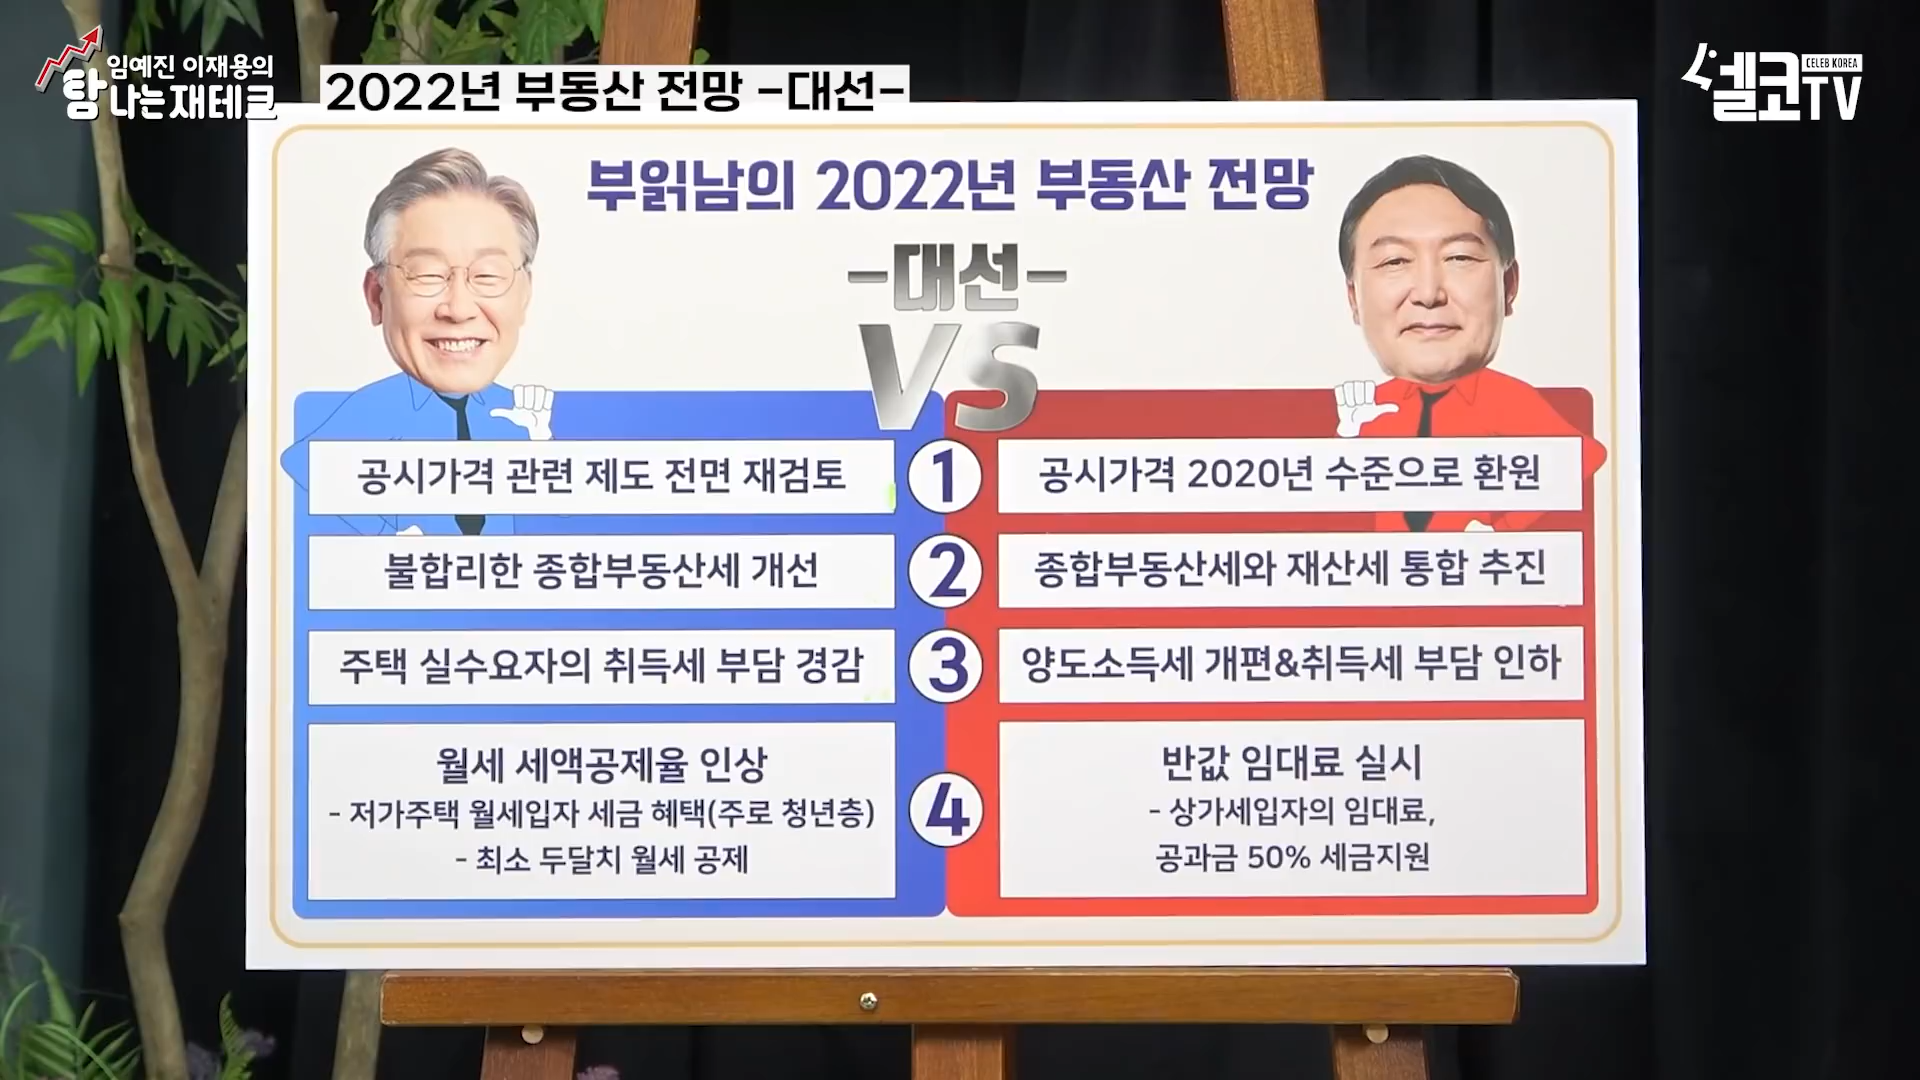 임예진 이재용의
탕 나는 재테크
2022년 부동산 전망 -대선-
셀코TV
CELEB KOREA
부읽남의 2022년 부동산 전망
-대선-
VS
공시가격 관련 제도 전면 재검토
1
공시가격 2020년 수준으로 환원
불합리한 종합부동산세 개선
2
종합부동산세와 재산세 통합 추진
주택 실수요자의 취득세 부담 경감
3
양도소득세 개편&취득세 부담 인하
월세 세액공제율 인상
- 저가주택 월세입자 세금 혜택(주로 청년층)
- 최소 두달치 월세 공제
4
반값 임대료 실시
- 상가세입자의 임대료,
공과금 50% 세금지원